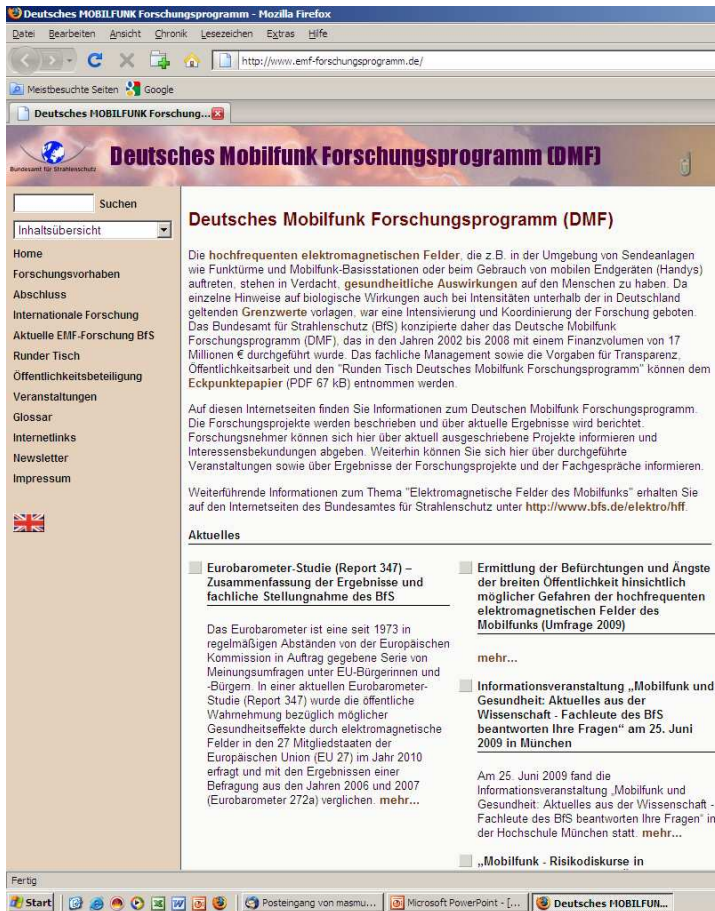 Deutsches MOBILFUNK Forschungsprogramm - Mozilla Firefox
Datei Bearbeiten Ansicht Chronik Lesezeichen Extras Hilfe
http://www.emf-forschungsprogramm.de/
Meistbesuchte Seiten Google
Deutsches MOBILFUNK Forschung...
Bundesamt für Strahlenschutz
Deutsches Mobilfunk Forschungsprogramm (DMF)
Suchen
Inhaltsübersicht
Home
Forschungsvorhaben
Abschluss
Internationale Forschung
Aktuelle EMF-Forschung BfS
Runder Tisch
Öffentlichkeitsbeteiligung
Veranstaltungen
Glossar
Internetlinks
Newsletter
Impressum
Deutsches Mobilfunk Forschungsprogramm (DMF)
Die hochfrequenten elektromagnetischen Felder, die z.B. in der Umgebung von Sendeanlagen
wie Funktürme und Mobilfunk-Basisstationen oder beim Gebrauch von mobilen Endgeräten (Handys)
auftreten, stehen in Verdacht, gesundheitliche Auswirkungen auf den Menschen zu haben. Da
einzelne Hinweise auf biologische Wirkungen auch bei Intensitäten unterhalb der in Deutschland
geltenden Grenzwerte vorlagen, war eine Intensivierung und Koordinierung der Forschung geboten.
Das Bundesamt für Strahlenschutz (BfS) konzipierte daher das Deutsche Mobilfunk
Forschungsprogramm (DMF), das in den Jahren 2002 bis 2008 mit einem Finanzvolumen von 17
Millionen € durchgeführt wurde. Das fachliche Management sowie die Vorgaben für Transparenz,
Öffentlichkeitsarbeit und den "Runden Tisch Deutsches Mobilfunk Forschungsprogramm" können dem
Eckpunktepapier (PDF 67 kB) entnommen werden.
Auf diesen Internetseiten finden Sie Informationen zum Deutschen Mobilfunk Forschungsprogramm.
Die Forschungsprojekte werden beschrieben und über aktuelle Ergebnisse wird berichtet.
Forschungsnehmer können sich hier über aktuell ausgeschriebene Projekte informieren und
Interessensbekundungen abgeben. Weiterhin können Sie sich hier über durchgeführte
Veranstaltungen sowie über Ergebnisse der Forschungsprojekte und der Fachgespräche informieren.
Weiterführende Informationen zum Thema "Elektromagnetische Felder des Mobilfunks" erhalten Sie
auf den Internetseiten des Bundesamtes für Strahlenschutz unter http://www.bfs.de/elektro/hff.
Aktuelles
Eurobarometer-Studie (Report 347) –
Zusammenfassung der Ergebnisse und
fachliche Stellungnahme des BfS
Das Eurobarometer ist eine seit 1973 in
regelmäßigen Abständen von der Europäischen
Kommission in Auftrag gegebene Serie von
Meinungsumfragen unter EU-Bürgerinnen und
-Bürgern. In einer aktuellen Eurobarometer-
Studie (Report 347) wurde die öffentliche
Wahrnehmung bezüglich möglicher
Gesundheitseffekte durch elektromagnetische
Felder in den 27 Mitgliedstaaten der
Europäischen Union (EU 27) im Jahr 2010
erfragt und mit den Ergebnissen einer
Befragung aus den Jahren 2006 und 2007
(Eurobarometer 272a) verglichen. mehr...
Ermittlung der Befürchtungen und Ängste
der breiten Öffentlichkeit hinsichtlich
möglicher Gefahren der hochfrequenten
elektromagnetischen Felder des
Mobilfunks (Umfrage 2009)
mehr...
Informationsveranstaltung „Mobilfunk und
Gesundheit: Aktuelles aus der
Wissenschaft - Fachleute des BfS
beantworten Ihre Fragen“ am 25. Juni
2009 in München
Am 25. Juni 2009 fand die
Informationsveranstaltung „Mobilfunk und
Gesundheit: Aktuelles aus der Wissenschaft -
Fachleute des BfS beantworten Ihre Fragen“ in
der Hochschule München statt. mehr...
„Mobilfunk - Risikodiskurse in
Fertig
Start Posteingang von masmu... Microsoft PowerPoint - [... Deutsches MOBILFUN...